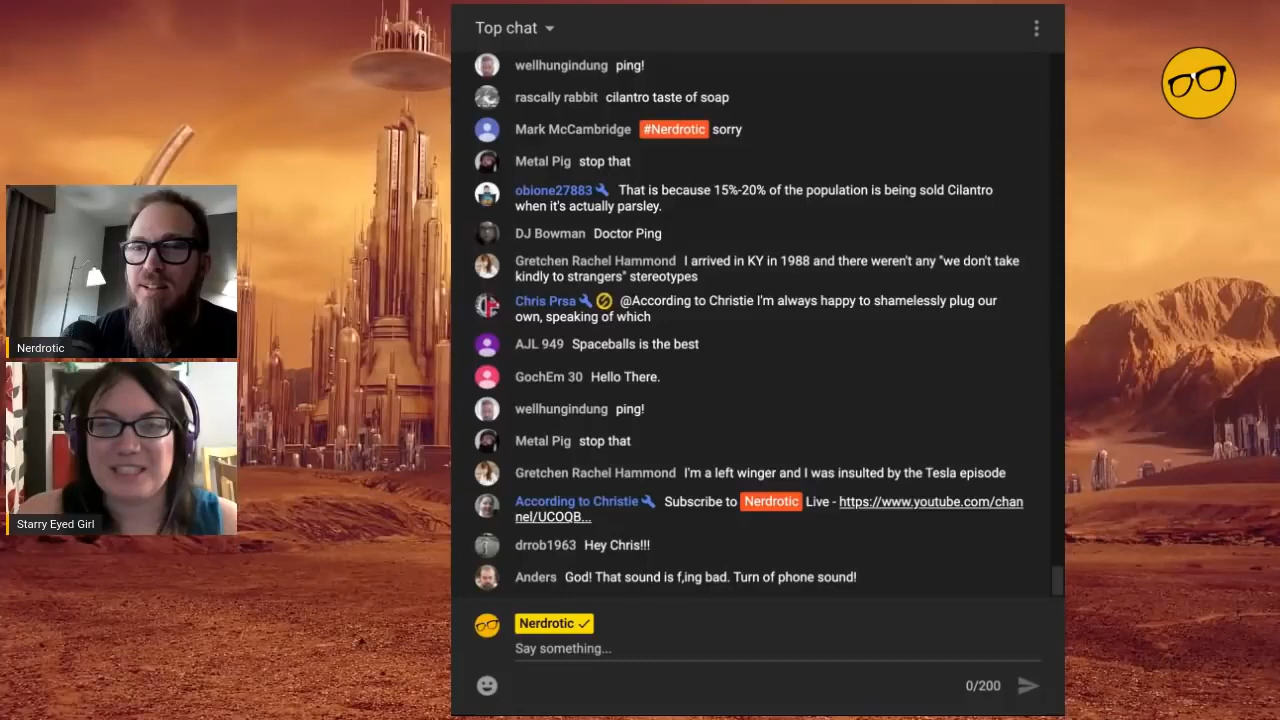 Top chat
wellhungindung ping!
rascally rabbit cilantro taste of soap
Mark McCambridge #Nerdrotic sorry
Metal Pig stop that
obione27883 That is because 15%-20% of the population is being sold Cilantro
when it's actually parsley.
DJ Bowman Doctor Ping
Gretchen Rachel Hammond I arrived in KY in 1988 and there weren't any "we don't take
kindly to strangers" stereotypes
Chris Prsa @According to Christie I'm always happy to shamelessly plug our
own, speaking of which
AJL 949 Spaceballs is the best
GochEm 30 Hello There.
wellhungindung ping!
Metal Pig stop that
Gretchen Rachel Hammond I'm a left winger and I was insulted by the Tesla episode
According to Christie Subscribe to Nerdrotic Live - https://www.youtube.com/chan
nel/UCOQB...
drrob1963 Hey Chris!!!
Anders God! That sound is f,ing bad. Turn of phone sound!
Nerdrotic
Say something...
0/200
Nerdrotic
Starry Eyed Girl